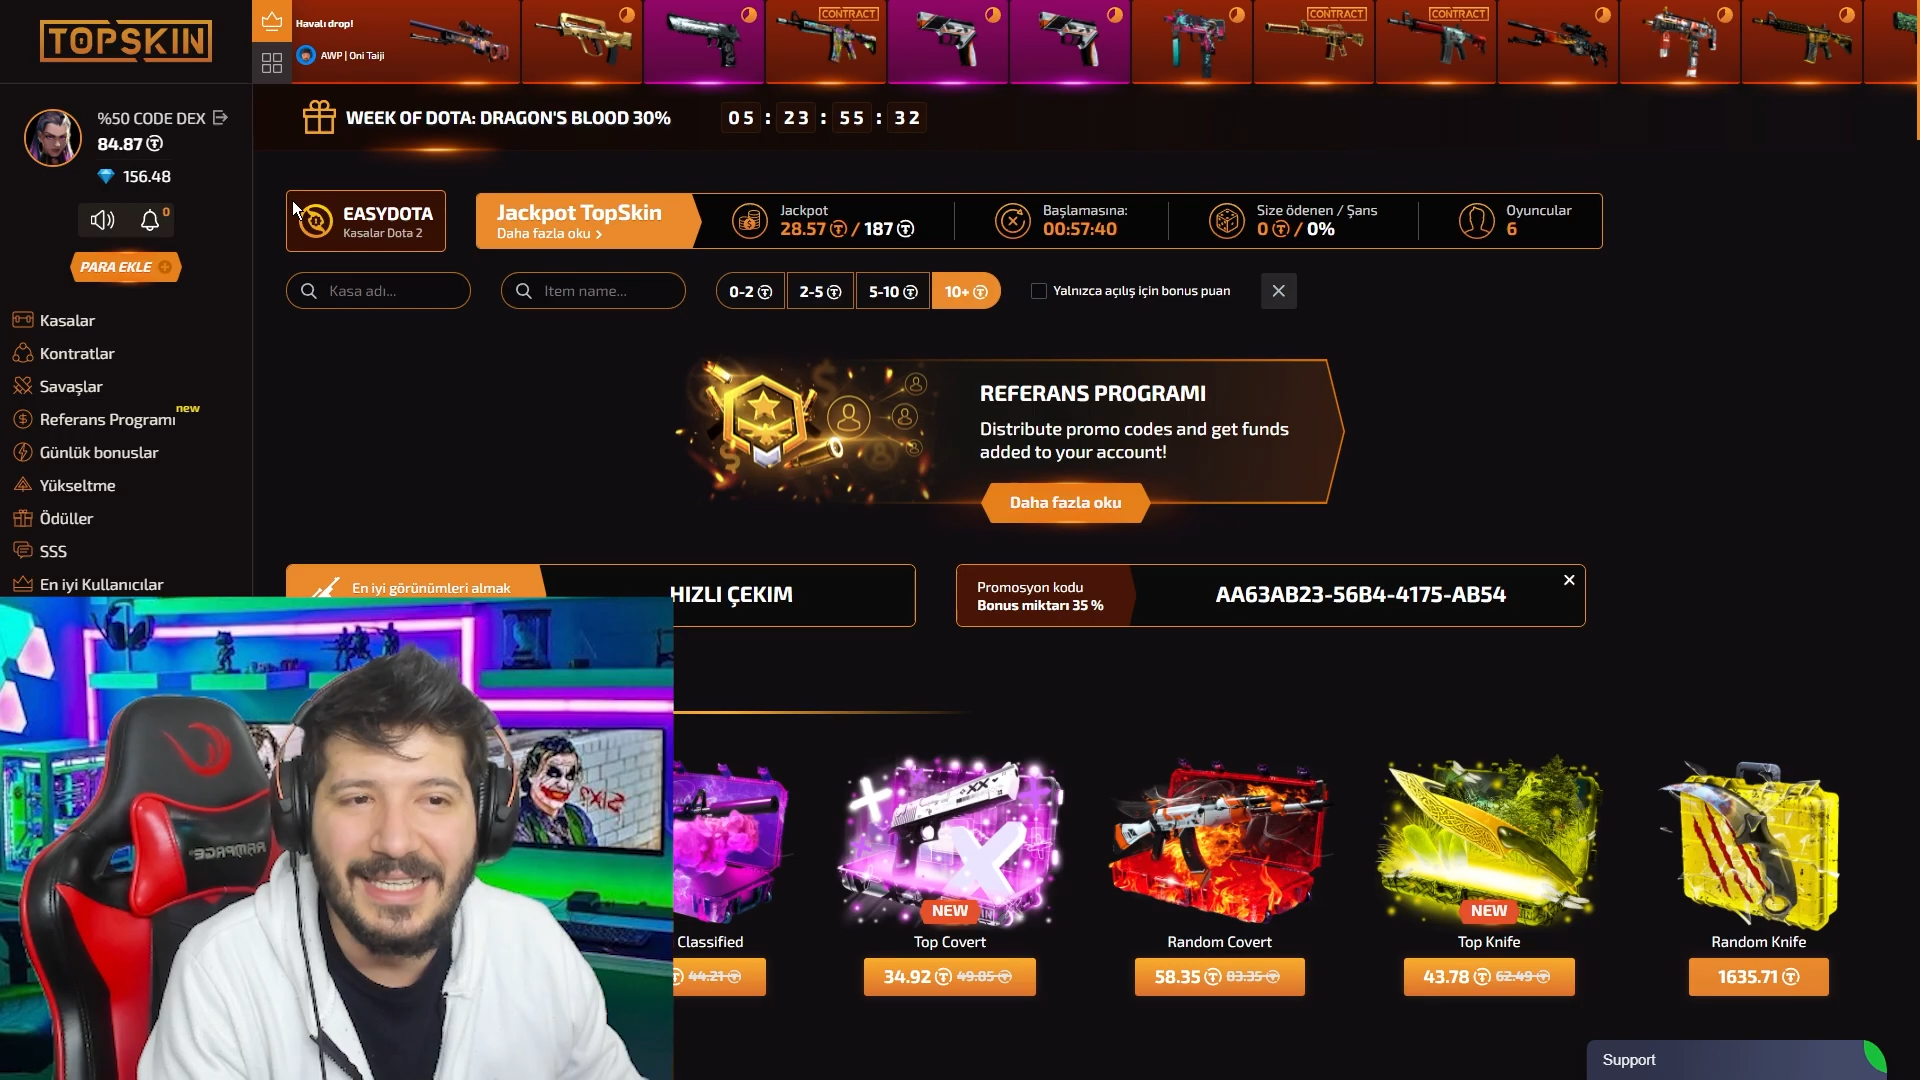 TOPSKIN
Havalı drop!
AWP | Oni Taiji
CONTRACT
CONTRACT
CONTRACT
%50 CODE DEX
84.87
156.48
0
PARA EKLE
WEEK OF DOTA: DRAGON'S BLOOD 30%
05 : 23 : 55 : 32
EASYDOTA
Kasalar Dota 2
Jackpot TopSkin
Daha fazla oku >
Jackpot
28.57 / 187
Başlamasına:
00:57:40
Size ödenen / Şans
0 / 0%
Oyuncular
6
Kasa adı...
Item name...
0-2
2-5
5-10
10+
Yalnızca açılış için bonus puan
Kasalar
Kontratlar
Savaşlar
Referans Programı
new
Günlük bonuslar
Yükseltme
Ödüller
SSS
En iyi Kullanıcılar
REFERANS PROGRAMI
Distribute promo codes and get funds
added to your account!
Daha fazla oku
En iyi görünümleri almak
HIZLI ÇEKIM
Promosyon kodu
Bonus miktarı 35 %
AA63AB23-56B4-4175-AB54
Classified
44.21
NEW
Top Covert
34.92 49.85
Random Covert
58.35 83.35
NEW
Top Knife
43.78 62.49
Random Knife
1635.71
Support